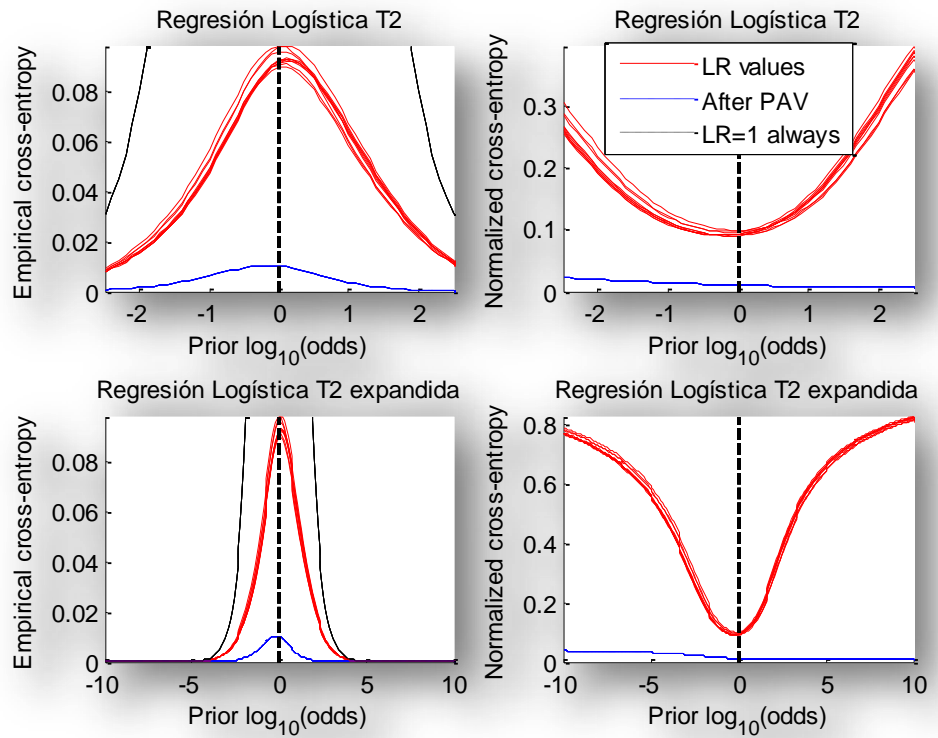 Regresión Logística T2
Empirical cross-entropy
0.08
0.06
0.04
0.02
0
-2
-1
0
1
2
Prior log10(odds)
Regresión Logística T2
Normalized cross-entropy
0.3
0.2
0.1
0
-2
-1
0
1
2
Prior log10(odds)
LR values
After PAV
LR=1 always
Regresión Logística T2 expandida
Empirical cross-entropy
0.08
0.06
0.04
0.02
0
-10
-5
0
5
10
Prior log10(odds)
Regresión Logística T2 expandida
Normalized cross-entropy
0.8
0.6
0.4
0.2
0
-10
-5
0
5
10
Prior log10(odds)